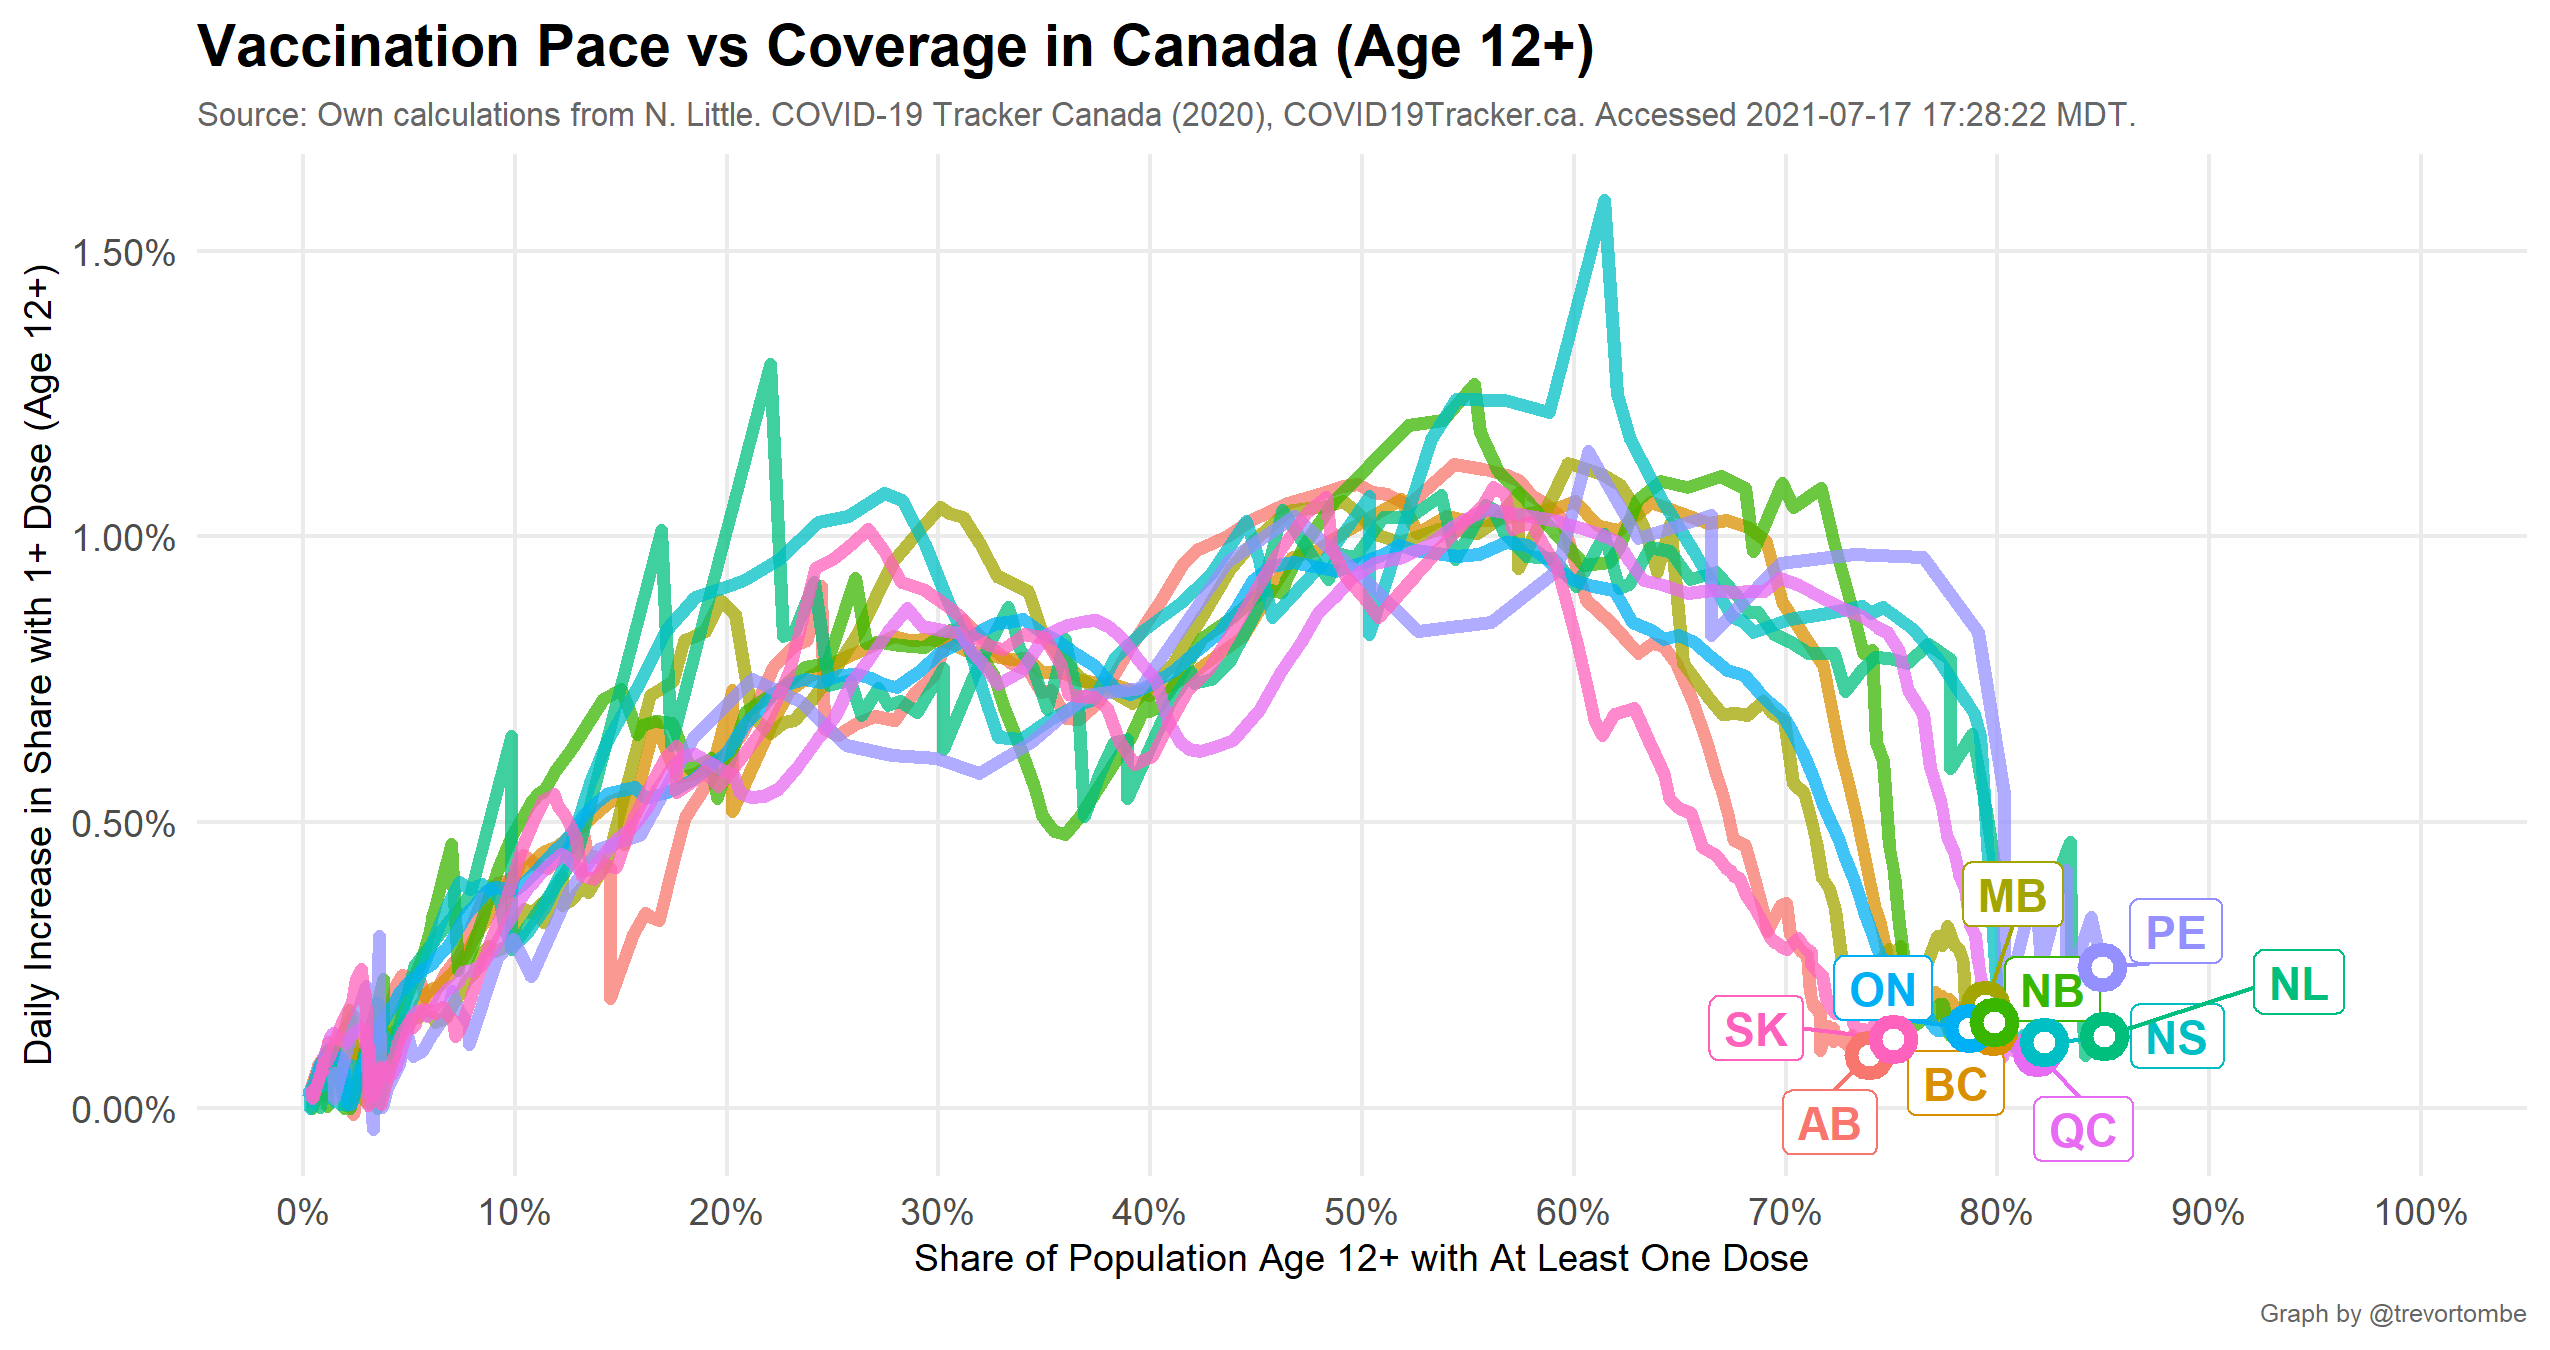 Vaccination Pace vs Coverage in Canada (Age 12+)
Source: Own calculations from N. Little. COVID-19 Tracker Canada (2020), COVID19Tracker.ca. Accessed 2021-07-17 17:28:22 MDT.
Daily Increase in Share with 1+ Dose (Age 12+)
1.50%
1.00%
0.50%
0.00%
MB
PE
ON
NB
NL
SK
NS
BC
AB
QC
0% 10% 20% 30% 40% 50% 60% 70% 80% 90% 100%
Share of Population Age 12+ with At Least One Dose
Graph by @trevortombe